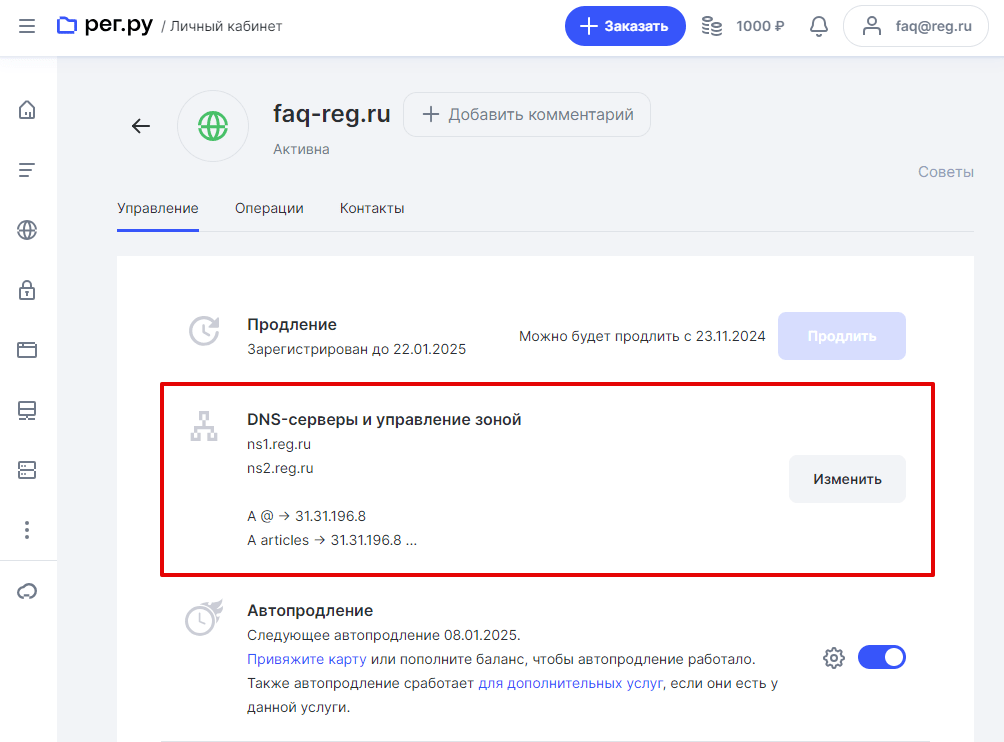 рег.ру / Личный кабинет
Заказать
1000 ₽
faq@reg.ru
faq-reg.ru
Добавить комментарий
Активна
Советы
Управление Операции Контакты
Продление
Зарегистрирован до 22.01.2025
Можно будет продлить с 23.11.2024
Продлить
DNS-серверы и управление зоной
ns1.reg.ru
ns2.reg.ru
A @ → 31.31.196.8
A articles → 31.31.196.8 ...
Изменить
Автопродление
Следующее автопродление 08.01.2025.
Привяжите карту или пополните баланс, чтобы автопродление работало.
Также автопродление сработает для дополнительных услуг, если они есть у
данной услуги.